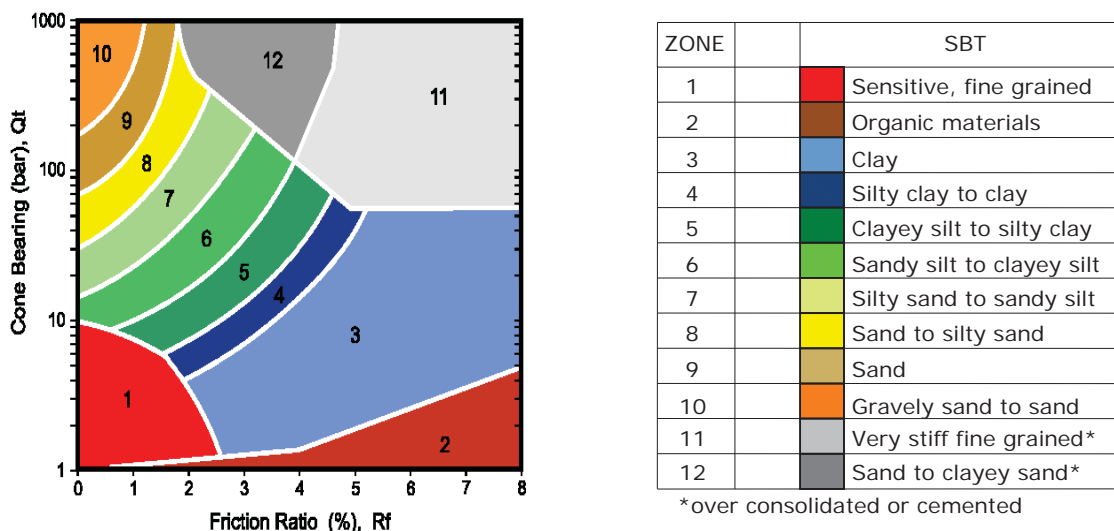 1000
100
10
1
Cone Bearing (bar), Qt
10
12
11
9
8
7
6
5
4
3
1
2
0 1 2 3 4 5 6 7 8
Friction Ratio (%), Rf
ZONE SBT
1 Sensitive, fine grained
2 Organic materials
3 Clay
4 Silty clay to clay
5 Clayey silt to silty clay
6 Sandy silt to clayey silt
7 Silty sand to sandy silt
8 Sand to silty sand
9 Sand
10 Gravely sand to sand
11 Very stiff fine grained*
12 Sand to clayey sand*
*over consolidated or cemented